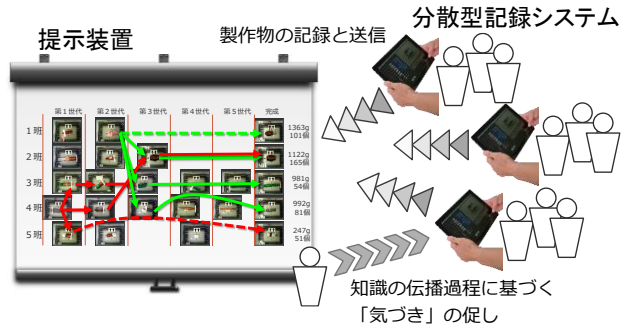 分散型記録システム
提示装置
製作物の記録と送信
第1世代 第2世代 第3世代 第4世代 第5世代 完成
1班
1363g
101個
2班
1122g
165個
3班
981g
54個
4班
992g
81個
5班
247g
51個
知識の伝播過程に基づく
「気づき」の促し